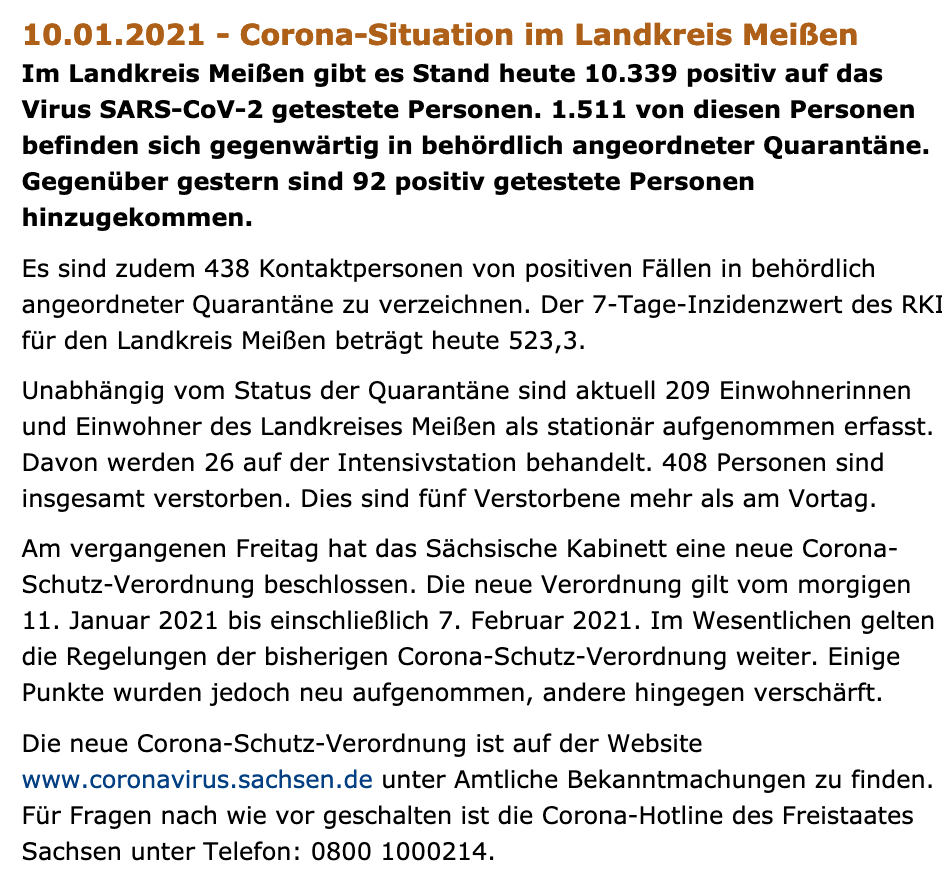 10.01.2021 - Corona-Situation im Landkreis Meißen
Im Landkreis Meißen gibt es Stand heute 10.339 positiv auf das
Virus SARS-CoV-2 getestete Personen. 1.511 von diesen Personen
befinden sich gegenwärtig in behördlich angeordneter Quarantäne.
Gegenüber gestern sind 92 positiv getestete Personen
hinzugekommen.
Es sind zudem 438 Kontaktpersonen von positiven Fällen in behördlich
angeordneter Quarantäne zu verzeichnen. Der 7-Tage-Inzidenzwert des RKI
für den Landkreis Meißen beträgt heute 523,3.
Unabhängig vom Status der Quarantäne sind aktuell 209 Einwohnerinnen
und Einwohner des Landkreises Meißen als stationär aufgenommen erfasst.
Davon werden 26 auf der Intensivstation behandelt. 408 Personen sind
insgesamt verstorben. Dies sind fünf Verstorbene mehr als am Vortag.
Am vergangenen Freitag hat das Sächsische Kabinett eine neue Corona-
Schutz-Verordnung beschlossen. Die neue Verordnung gilt vom morgigen
11. Januar 2021 bis einschließlich 7. Februar 2021. Im Wesentlichen gelten
die Regelungen der bisherigen Corona-Schutz-Verordnung weiter. Einige
Punkte wurden jedoch neu aufgenommen, andere hingegen verschärft.
Die neue Corona-Schutz-Verordnung ist auf der Website
www.coronavirus.sachsen.de unter Amtliche Bekanntmachungen zu finden.
Für Fragen nach wie vor geschalten ist die Corona-Hotline des Freistaates
Sachsen unter Telefon: 0800 1000214.